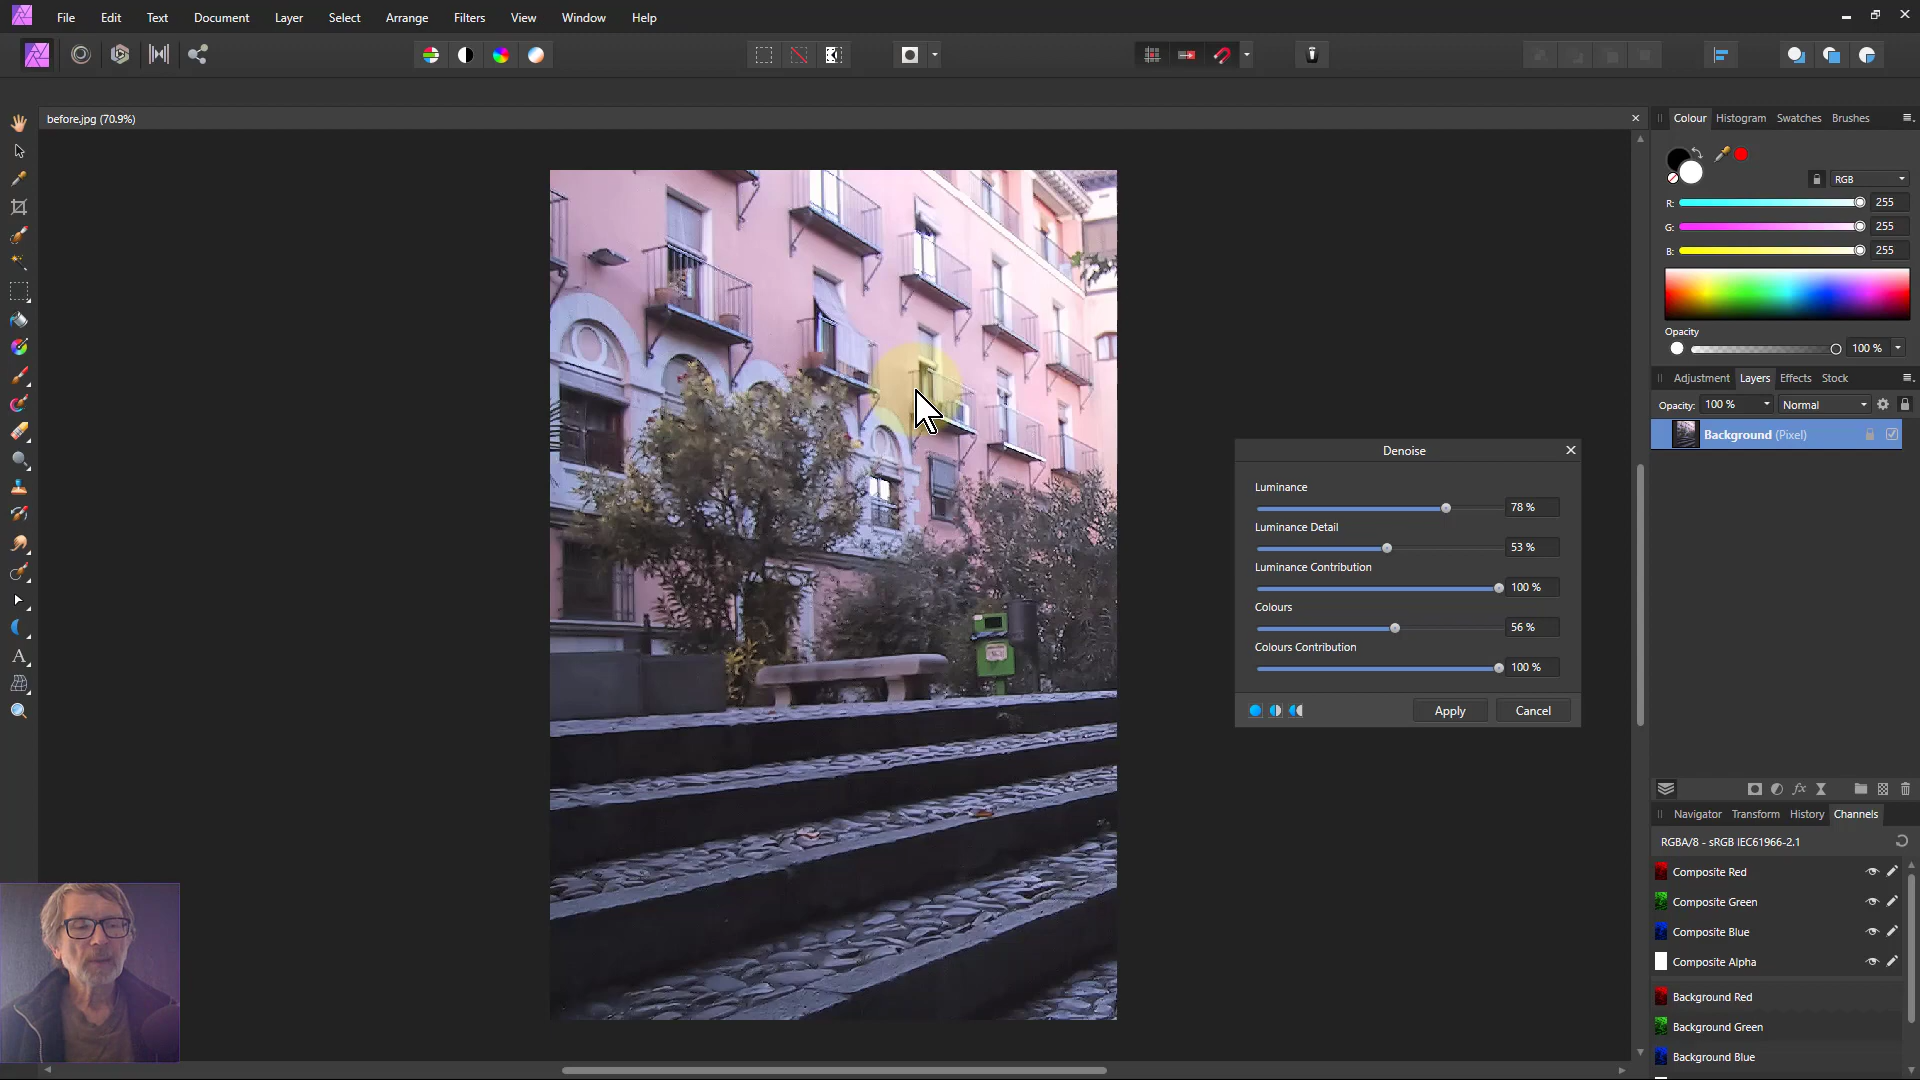 File Edit Text Document Layer Select Arrange Filters View Window Help
before.jpg (70.9%)
Colour Histogram Swatches Brushes
RGB
R: 255
G: 255
B: 255
Opacity
100 %
Adjustment Layers Effects Stock
Opacity: 100 % Normal
Background (Pixel)
Denoise
Luminance
78 %
Luminance Detail
53 %
Luminance Contribution
100 %
Colours
56 %
Colours Contribution
100 %
Apply Cancel
Navigator Transform History Channels
RGBA/8 - sRGB IEC61966-2.1
Composite Red
Composite Green
Composite Blue
Composite Alpha
Background Red
Background Green
Background Blue